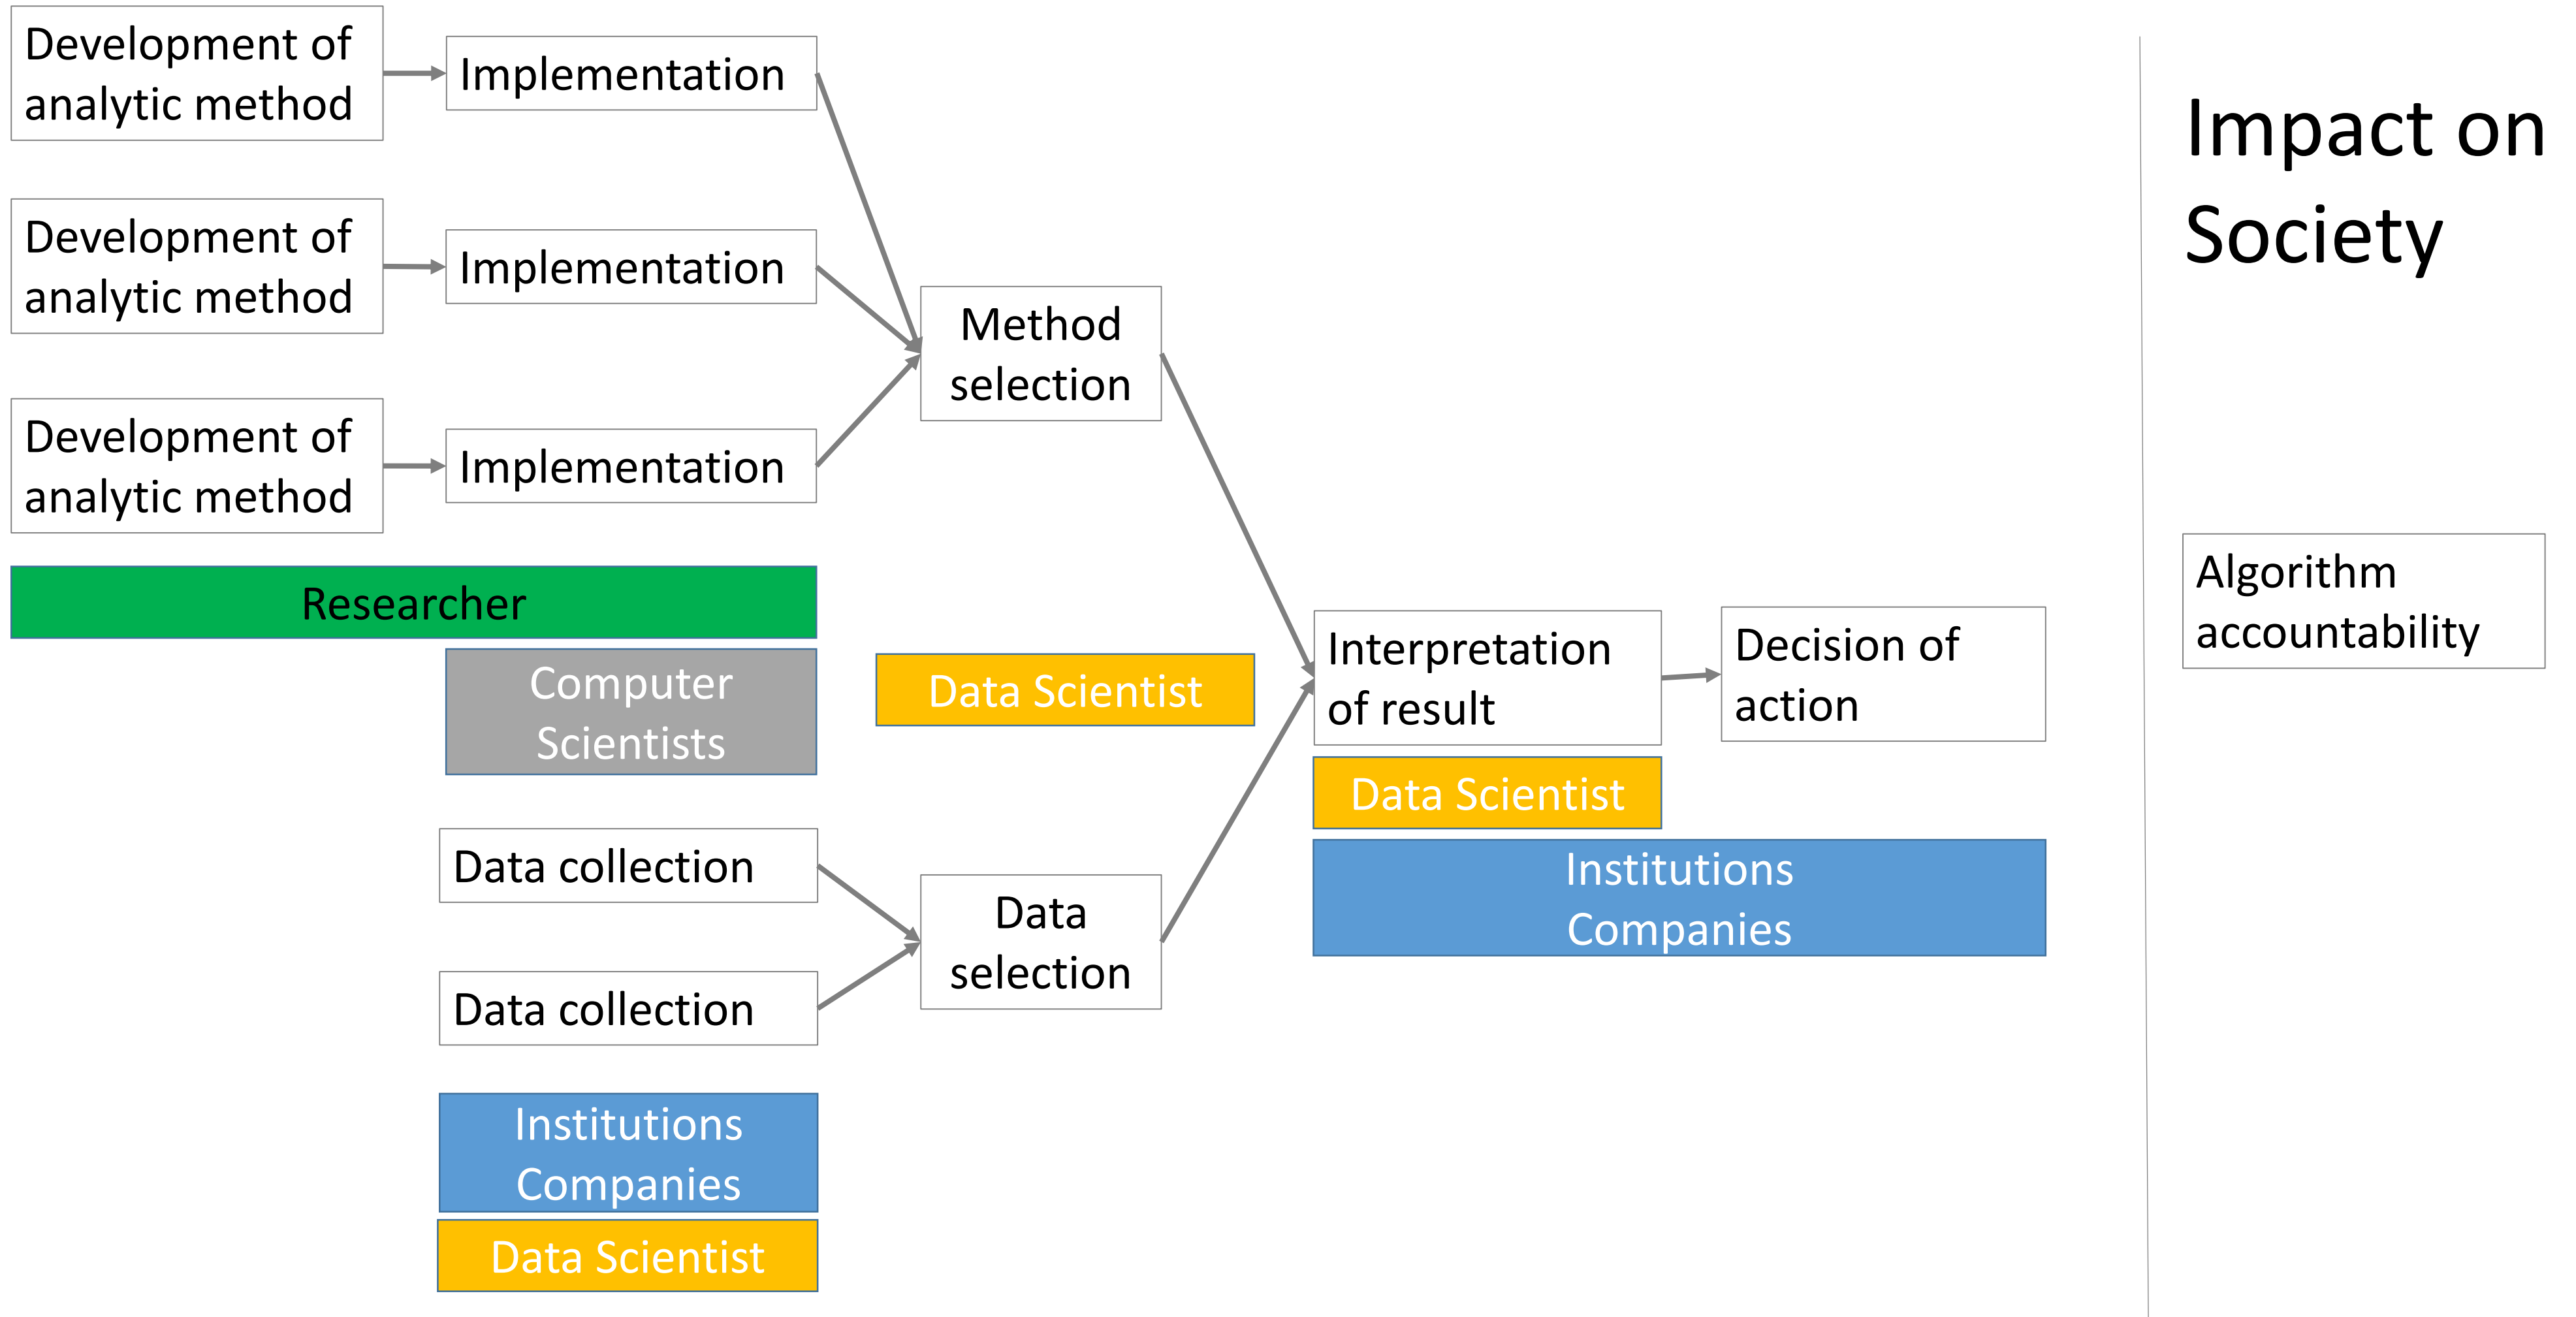 Development of
analytic method
Implementation
Development of
analytic method
Implementation
Development of
analytic method
Implementation
Method
selection
Researcher
Computer
Scientists
Data Scientist
Data collection
Data collection
Data
selection
Institutions
Companies
Data Scientist
Interpretation
of result
Decision of
action
Data Scientist
Institutions
Companies
Impact on
Society
Algorithm
accountability